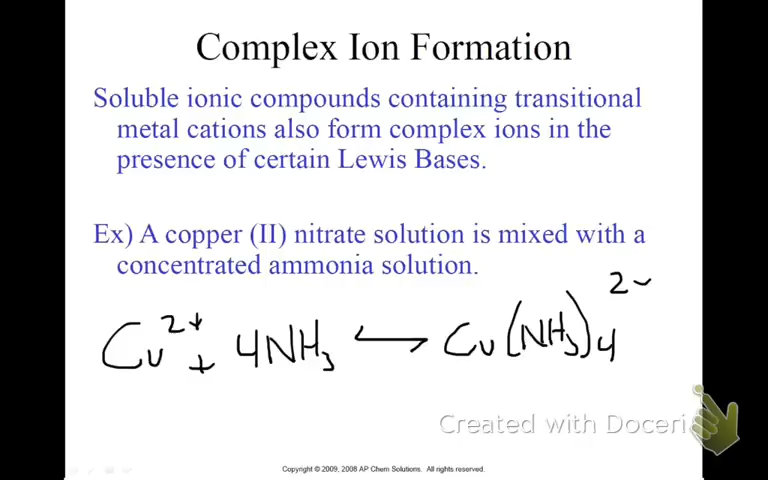 Complex Ion Formation
Soluble ionic compounds containing transitional
metal cations also form complex ions in the
presence of certain Lewis Bases.
Ex) A copper (II) nitrate solution is mixed with a
concentrated ammonia solution.
Cu²⁺ + 4NH₃ ⇌ Cu(NH₃)₄²⁻
Created with Doceri
Copyright © 2009, 2008 AP Chem Solutions. All rights reserved.